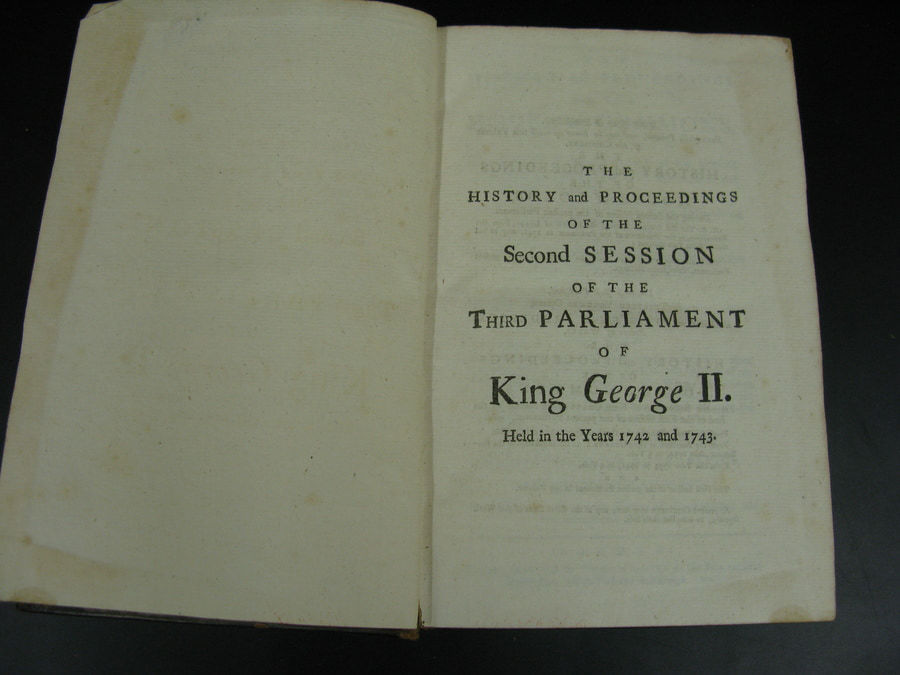 THE
HISTORY and PROCEEDINGS
OF THE
Second SESSION
OF THE
THIRD PARLIAMENT
OF
King George II.
Held in the Years 1742 and 1743.